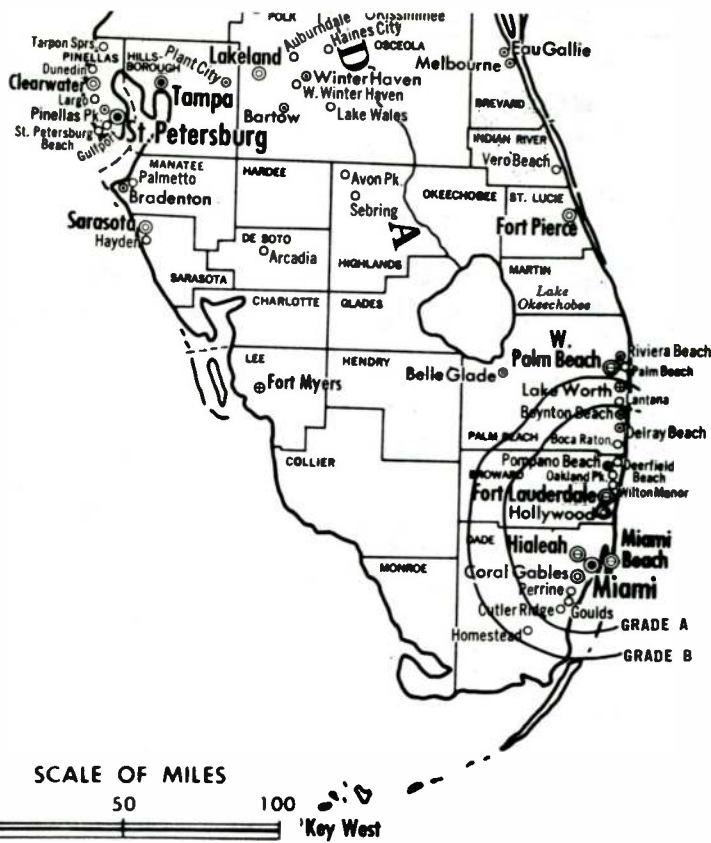 POLK
Kissimmee
Auburndale
Haines City
OSCEOLA
D
Tarpon Sprs.
PINELLAS
HILLS-
BOROUGH
Dunedin
Plant City
Lakeland
Eau Gallie
Melbourne
Clearwater
Largo
Tampa
Winter Haven
W. Winter Haven
BREVARD
Pinellas Pk
St. Petersburg
Bartow
Lake Wales
St. Petersburg
Beach
Gulfport
INDIAN RIVER
Vero Beach
MANATEE
HARDEE
Palmetto
Bradenton
Avon Pk.
Sebring
OKEECHOBEE
ST. LUCIE
Fort Pierce
A
Sarasota
Hayden
DE SOTO
Arcadia
HIGHLANDS
SARASOTA
MARTIN
CHARLOTTE
GLADES
Lake
Okeechobee
W.
Palm Beach
Riviera Beach
Palm Beach
LEE
HENDRY
Belle Glade
Fort Myers
Lake Worth
Lantana
Boynton Beach
Delray Beach
PALM BEACH
Boca Raton
COLLIER
Pompano Beach
Deerfield
Beach
BROWARD
Oakland Pk.
Fort Lauderdale
Wilton Manor
Hollywood
DADE
Hialeah
Miami
Beach
MONROE
Coral Gables
Miami
Perrine
Cutler Ridge
Goulds
Homestead
GRADE A
GRADE B
SCALE OF MILES
50
100
Key West